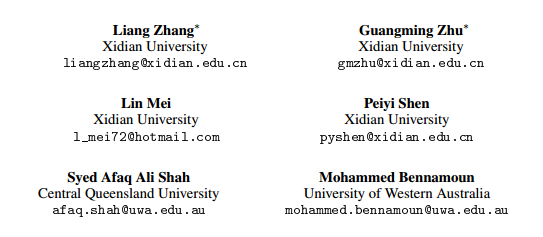 Liang Zhang*
Xidian University
liangzhang@xidian.edu.cn
Guangming Zhu*
Xidian University
gmzhu@xidian.edu.cn
Lin Mei
Xidian University
l_mei72@hotmail.com
Peiyi Shen
Xidian University
pyshen@xidian.edu.cn
Syed Afaq Ali Shah
Central Queensland University
afaq.shah@uwa.edu.au
Mohammed Bennamoun
University of Western Australia
mohammed.bennamoun@uwa.edu.au